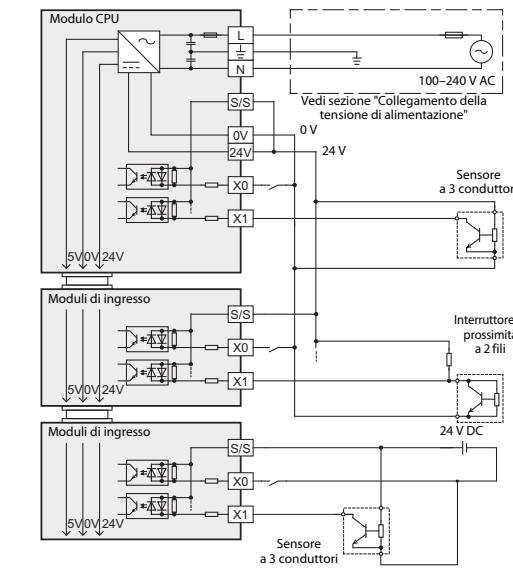 Modulo CPU
L
N
100–240 V AC
Vedi sezione "Collegamento della
tensione di alimentazione"
S/S
0V
0 V
24V
24 V
X0
Sensore
a 3 conduttori
X1
5V 0V 24V
Moduli di ingresso
S/S
X0
X1
Interruttore
prossimità
a 2 fili
5V 0V 24V
Moduli di ingresso
24 V DC
S/S
X0
X1
5V 0V 24V
Sensore
a 3 conduttori